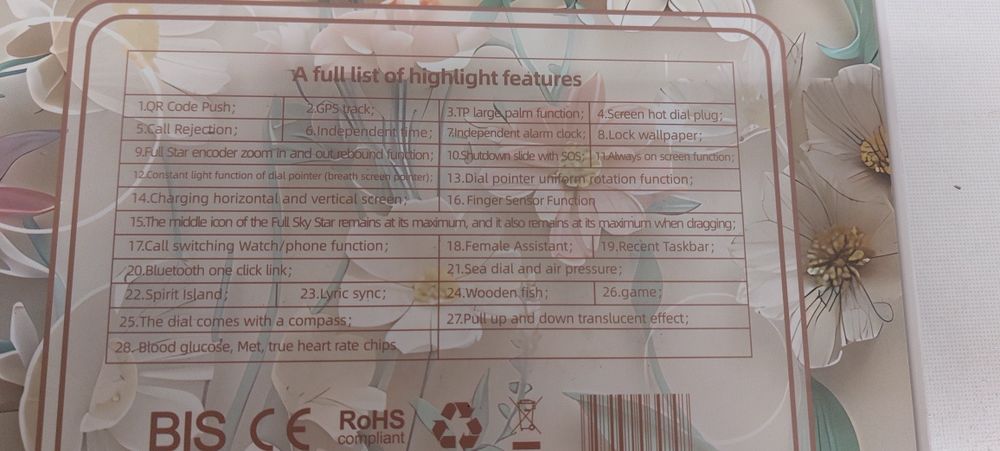 A full list of highlight features
1.QR Code Push; 2.GPS track; 3.TP large palm function; 4.Screen hot dial plug;
5.Call Rejection; 6.Independent time; 7.Independent alarm clock; 8.Lock wallpaper;
9.Full Star encoder zoom in and out rebound function; 10.Shutdown slide with SOS; 11.Always on screen function;
12.Constant light function of dial pointer (breath screen pointer); 13.Dial pointer uniform rotation function;
14.Charging horizontal and vertical screen; 16. Finger Sensor Function
15.The middle icon of the Full Sky Star remains at its maximum, and it also remains at its maximum when dragging;
17.Call switching Watch/phone function; 18.Female Assistant; 19.Recent Taskbar;
20.Bluetooth one click link; 21.Sea dial and air pressure;
22.Spirit Island; 23.Lyric sync; 24.Wooden fish; 26.game;
25.The dial comes with a compass; 27.Pull up and down translucent effect;
28. Blood glucose, Met, true heart rate chips
BIS CE RoHS
compliant